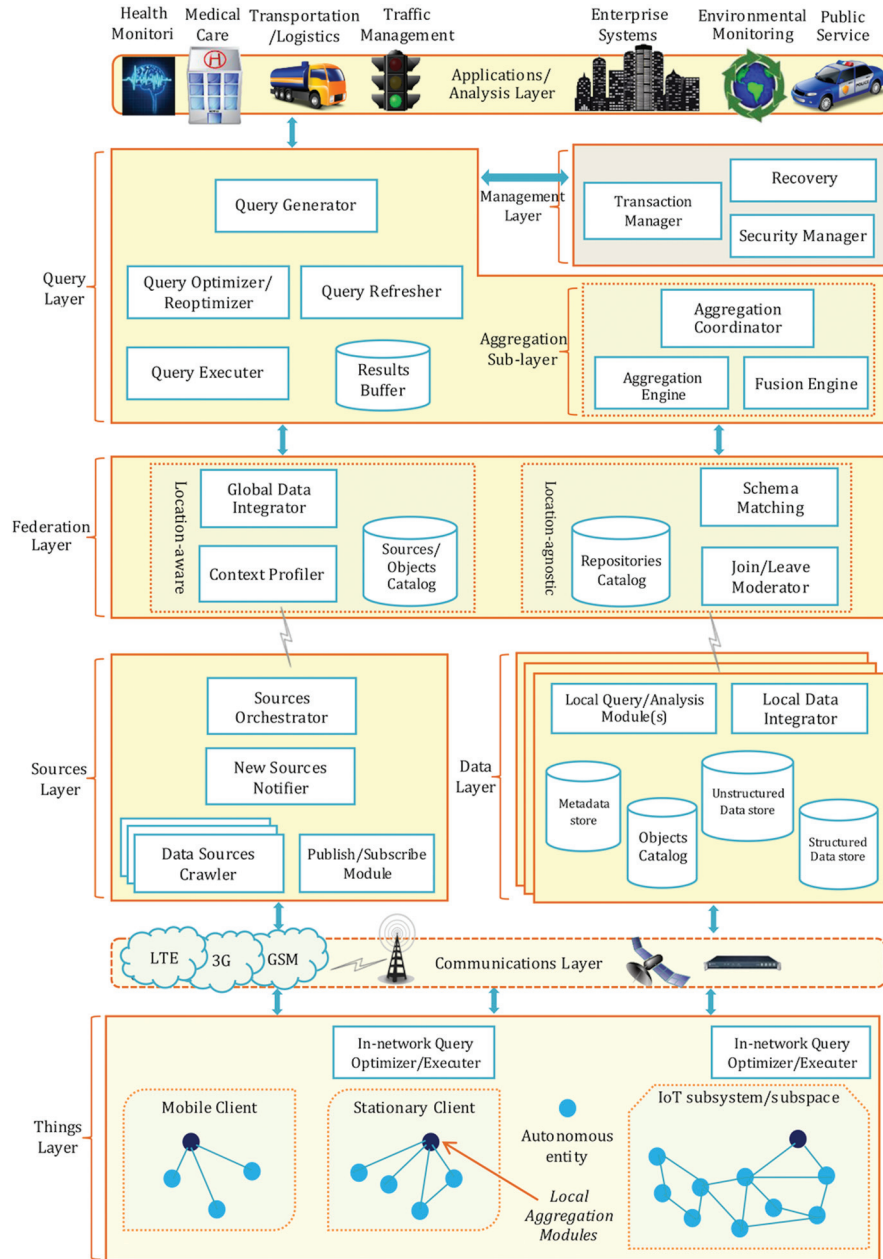 Health
Monitori
Medical
Care
Transportation
/Logistics
Traffic
Management
Enterprise
Systems
Environmental
Monitoring
Public
Service
H
Applications/
Analysis Layer
Query Generator
Management
Layer
Transaction
Manager
Recovery
Security Manager
Query
Layer
Query Optimizer/
Reoptimizer
Query Refresher
Query Executer
Results
Buffer
Aggregation
Sub-layer
Aggregation
Coordinator
Aggregation
Engine
Fusion Engine
Federation
Layer
Location-aware
Global Data
Integrator
Context Profiler
Sources/
Objects
Catalog
Location-agnostic
Repositories
Catalog
Schema
Matching
Join/Leave
Moderator
Sources
Layer
Sources
Orchestrator
New Sources
Notifier
Data Sources
Crawler
Publish/Subscribe
Module
Data
Layer
Local Query/Analysis
Module(s)
Local Data
Integrator
Metadata
store
Objects
Catalog
Unstructured
Data store
Structured
Data store
LTE
3G
GSM
Communications Layer
Things
Layer
In-network Query
Optimizer/Executer
In-network Query
Optimizer/Executer
Mobile Client
Stationary Client
Autonomous
entity
IoT subsystem/subspace
Local
Aggregation
Modules